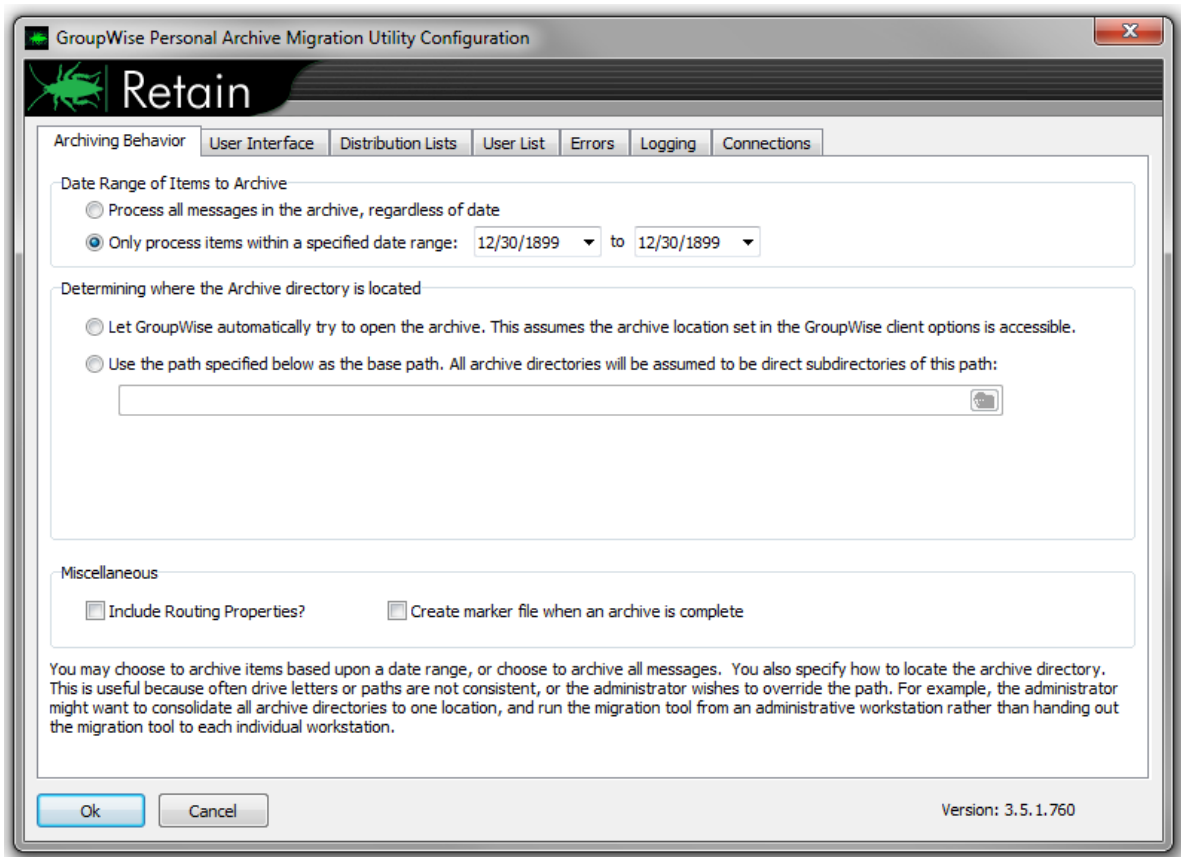 GroupWise Personal Archive Migration Utility Configuration
Retain
Archiving Behavior User Interface Distribution Lists User List Errors Logging Connections
Date Range of Items to Archive
Process all messages in the archive, regardless of date
Only process items within a specified date range: 12/30/1899 to 12/30/1899
Determining where the Archive directory is located
Let GroupWise automatically try to open the archive. This assumes the archive location set in the GroupWise client options is accessible.
Use the path specified below as the base path. All archive directories will be assumed to be direct subdirectories of this path:
Miscellaneous
Include Routing Properties? Create marker file when an archive is complete
You may choose to archive items based upon a date range, or choose to archive all messages. You also specify how to locate the archive directory.
This is useful because often drive letters or paths are not consistent, or the administrator wishes to override the path. For example, the administrator
might want to consolidate all archive directories to one location, and run the migration tool from an administrative workstation rather than handing out
the migration tool to each individual workstation.
Ok Cancel Version: 3.5.1.760